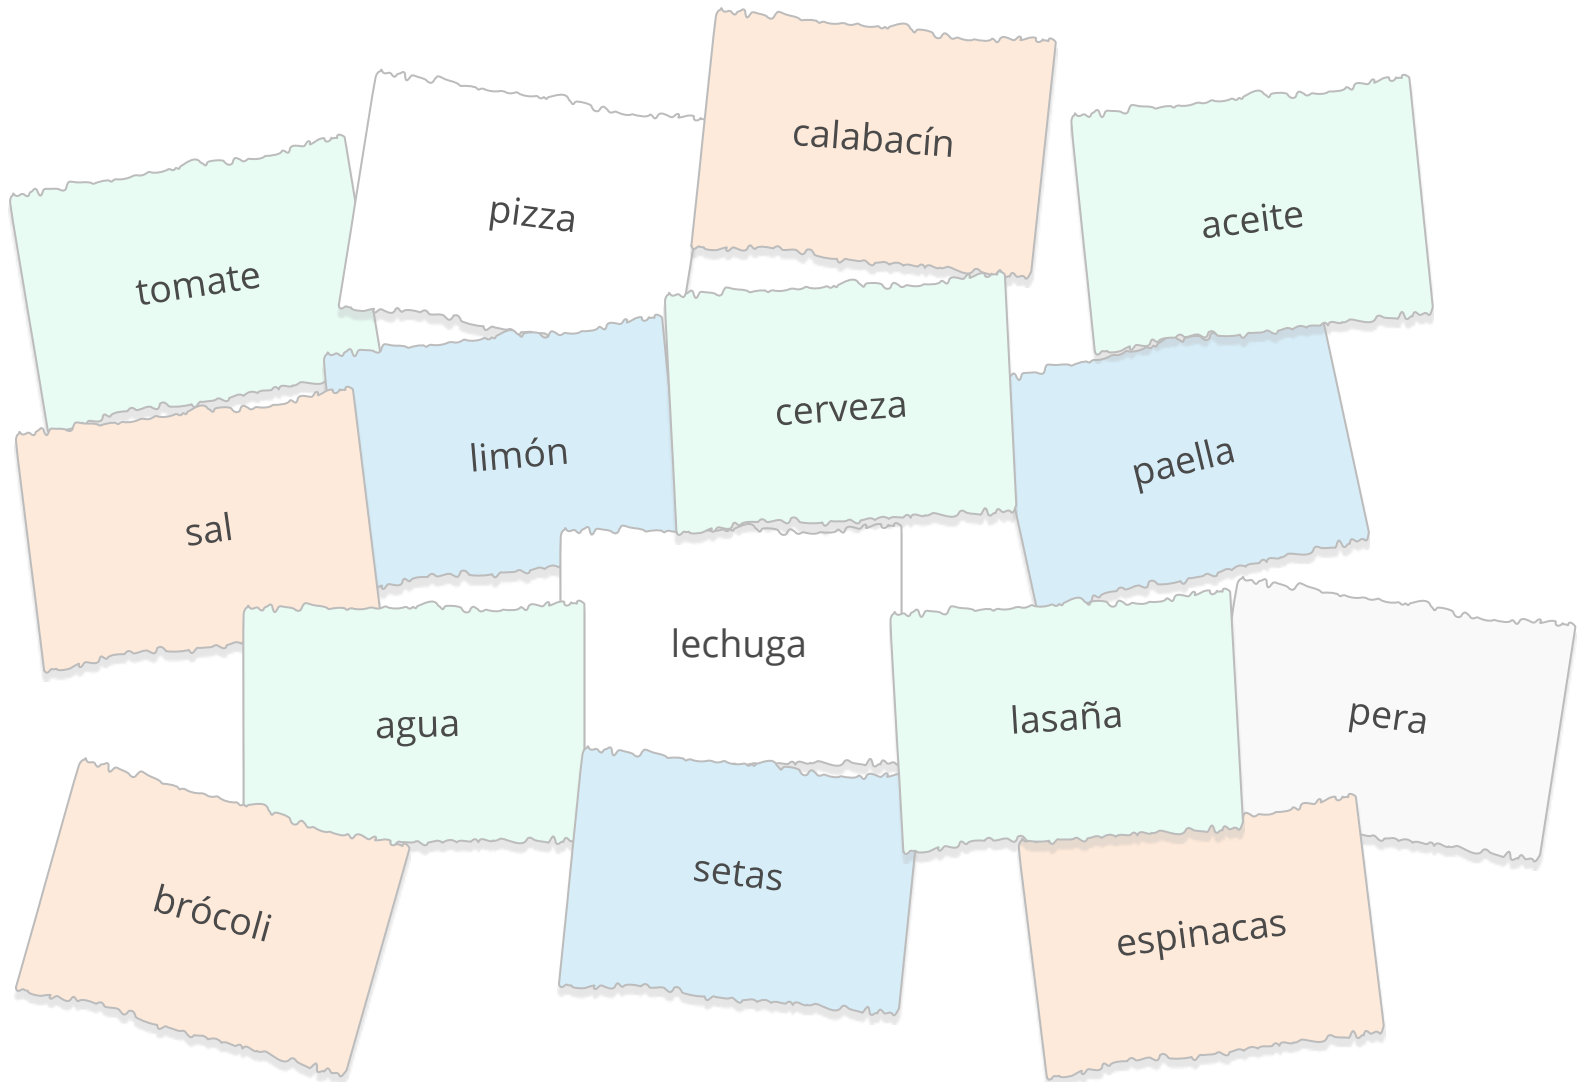 calabacín
pizza
aceite
tomate
cerveza
limón
paella
sal
lechuga
agua
lasaña
pera
setas
brócoli
espinacas